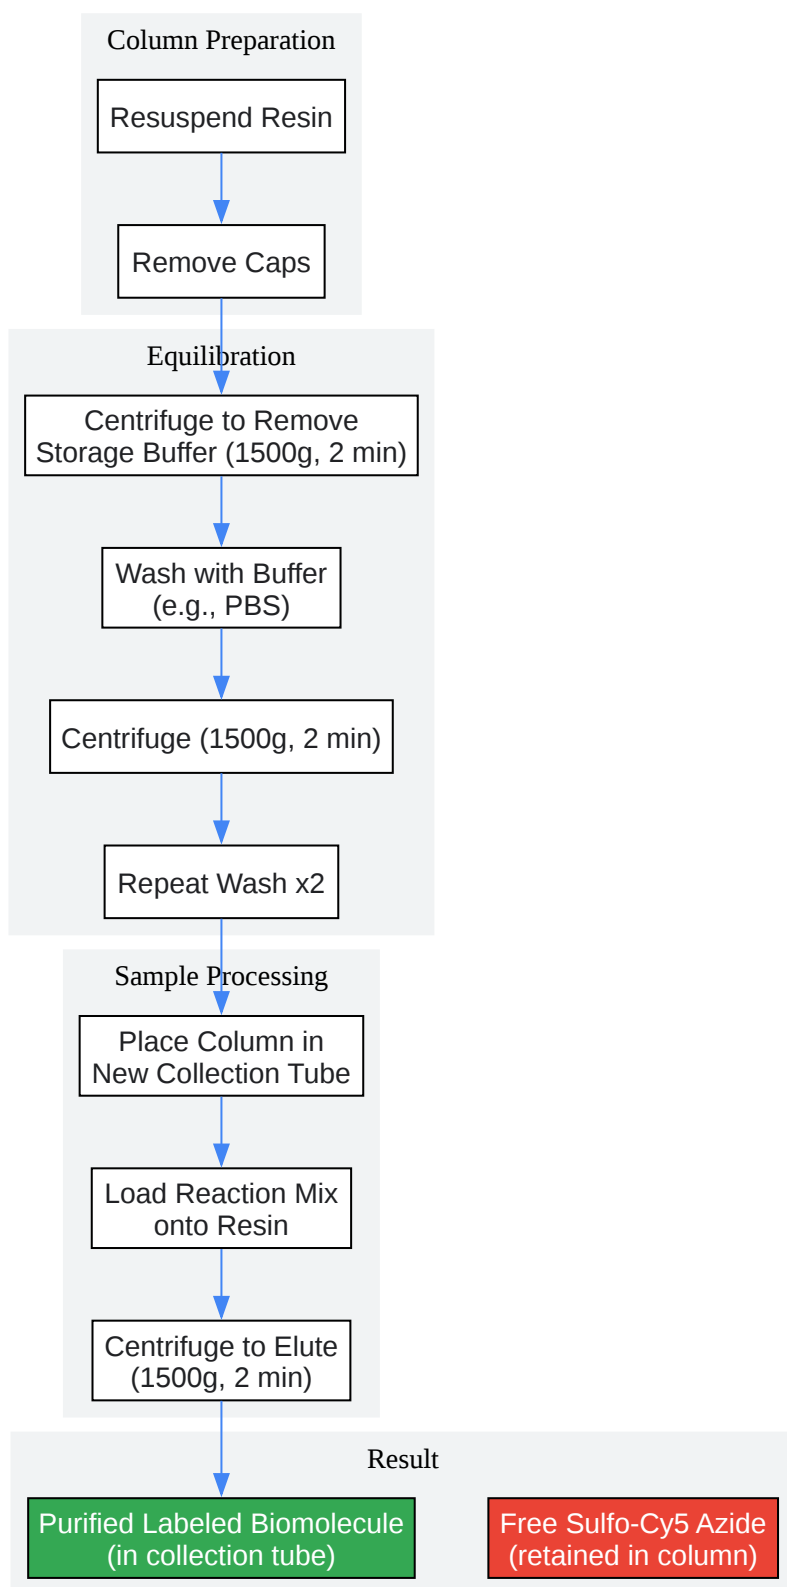 Column Preparation
Resuspend Resin
Remove Caps
Equilibration
Centrifuge to Remove
Storage Buffer (1500g, 2 min)
Wash with Buffer
(e.g., PBS)
Centrifuge (1500g, 2 min)
Repeat Wash x2
Sample Processing
Place Column in
New Collection Tube
Load Reaction Mix
onto Resin
Centrifuge to Elute
(1500g, 2 min)
Result
Purified Labeled Biomolecule
(in collection tube)
Free Sulfo-Cy5 Azide
(retained in column)